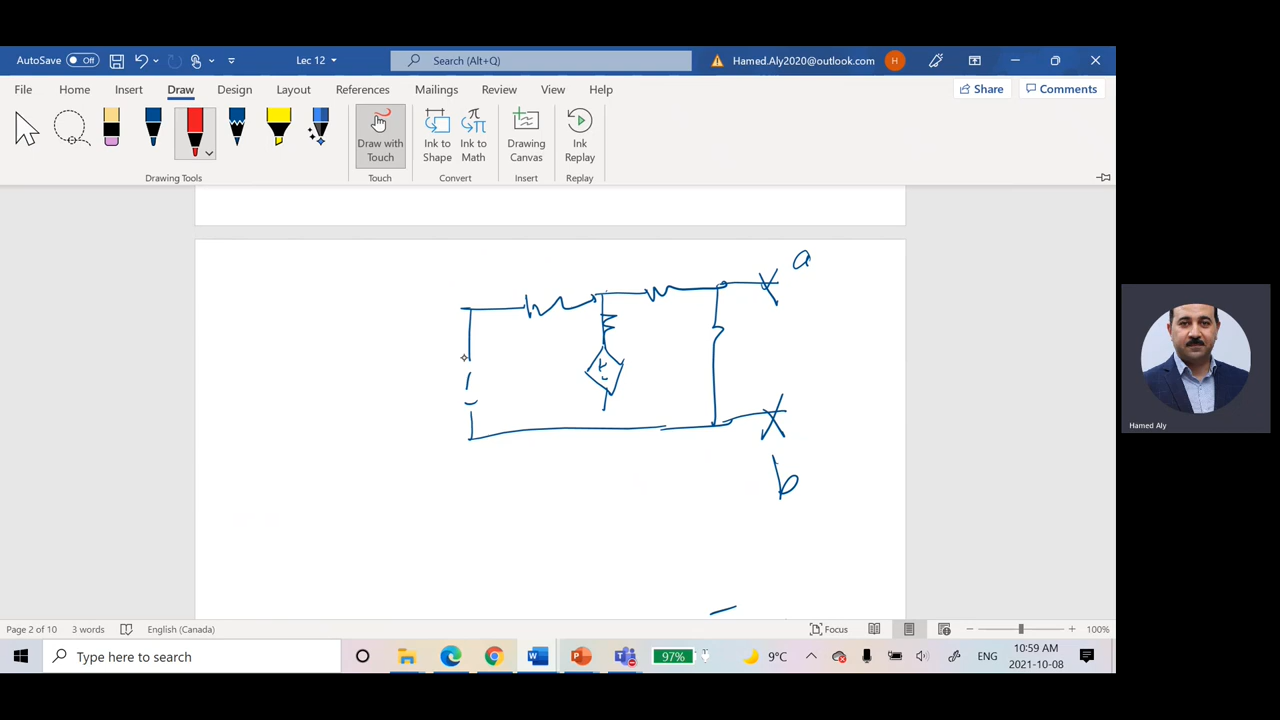 AutoSave Off Lec 12 Search (Alt+Q) Hamed.Aly2020@outlook.com H
File Home Insert Draw Design Layout References Mailings Review View Help Share Comments
Draw with Touch
Ink to Shape
Ink to Math
Drawing Canvas
Ink Replay
Drawing Tools Touch Convert Insert Replay
a
b
Hamed Aly
Page 2 of 10 3 words English (Canada) Focus 100%
Type here to search 97% 9°C ENG 10:59 AM
2021-10-08